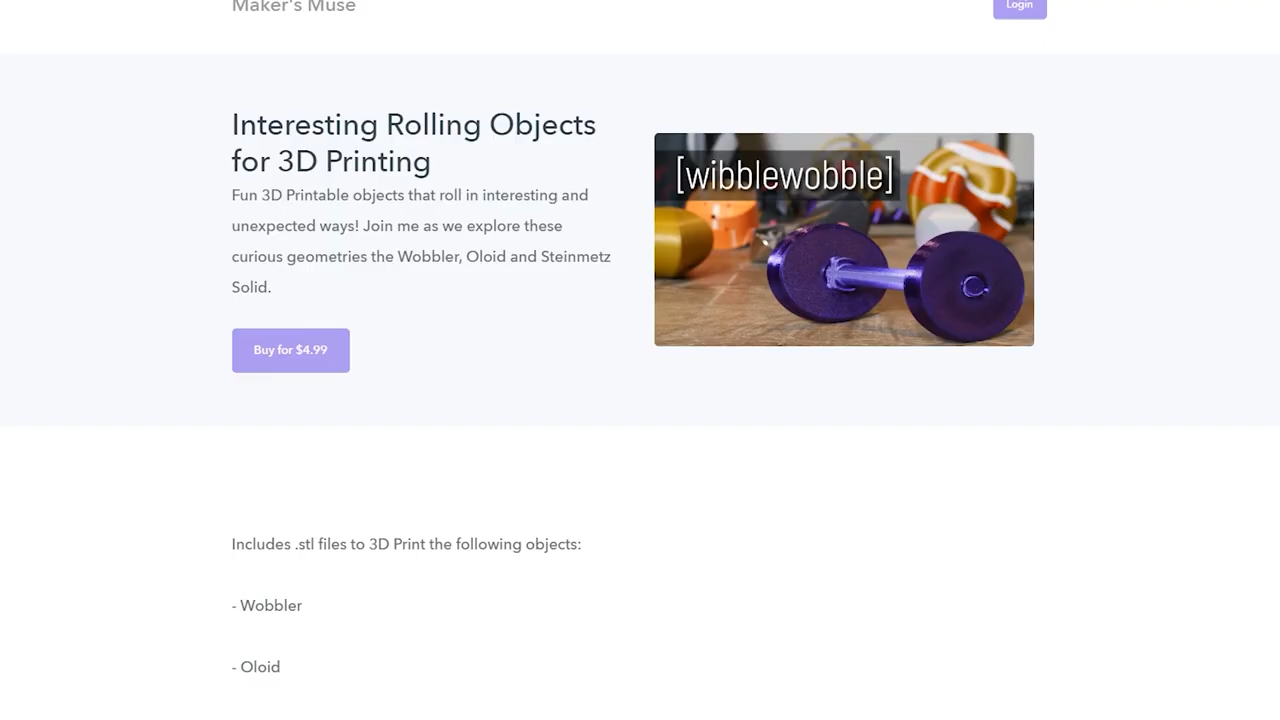 Maker's Muse
Login
Interesting Rolling Objects
for 3D Printing
Fun 3D Printable objects that roll in interesting and
unexpected ways! Join me as we explore these
curious geometries the Wobbler, Oloid and Steinmetz
Solid.
Buy for $4.99
[wibblewobble]
Includes .stl files to 3D Print the following objects:
- Wobbler
- Oloid